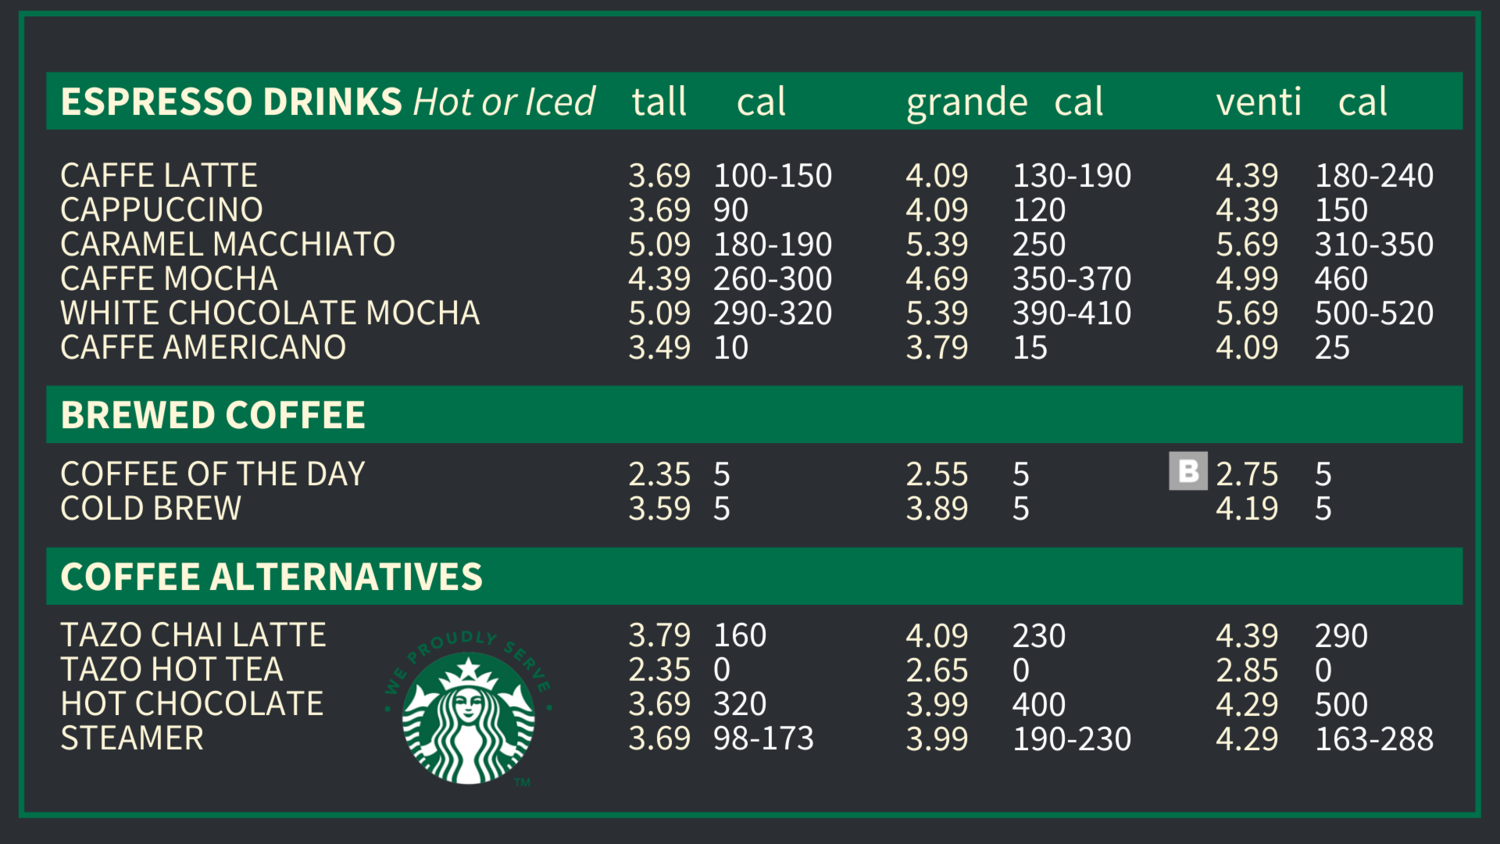 ESPRESSO DRINKS Hot or Iced tall cal grande cal venti cal
CAFFE LATTE 3.69 100-150 4.09 130-190 4.39 180-240
CAPPUCCINO 3.69 90 4.09 120 4.39 150
CARAMEL MACCHIATO 5.09 180-190 5.39 250 5.69 310-350
CAFFE MOCHA 4.39 260-300 4.69 350-370 4.99 460
WHITE CHOCOLATE MOCHA 5.09 290-320 5.39 390-410 5.69 500-520
CAFFE AMERICANO 3.49 10 3.79 15 4.09 25
BREWED COFFEE
COFFEE OF THE DAY 2.35 5 2.55 5 B 2.75 5
COLD BREW 3.59 5 3.89 5 4.19 5
COFFEE ALTERNATIVES
TAZO CHAI LATTE 3.79 160 4.09 230 4.39 290
TAZO HOT TEA 2.35 0 2.65 0 2.85 0
HOT CHOCOLATE 3.69 320 3.99 400 4.29 500
STEAMER 3.69 98-173 3.99 190-230 4.29 163-288
• WE PROUDLY SERVE •
TM